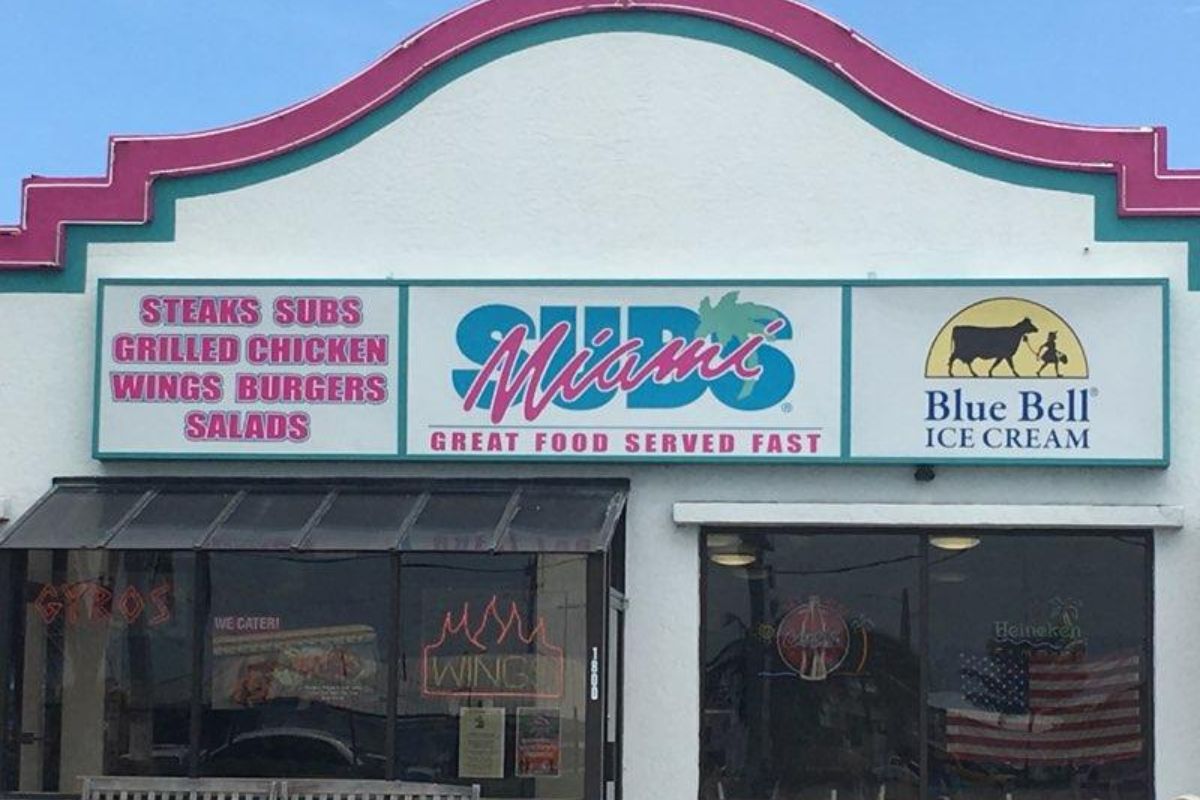 STEAKS SUBS
GRILLED CHICKEN
WINGS BURGERS
SALADS
SUBS
Miami
®
GREAT FOOD SERVED FAST
Blue Bell®
ICE CREAM
GYROS
WE CATER!
WINGS
1800
Heineken